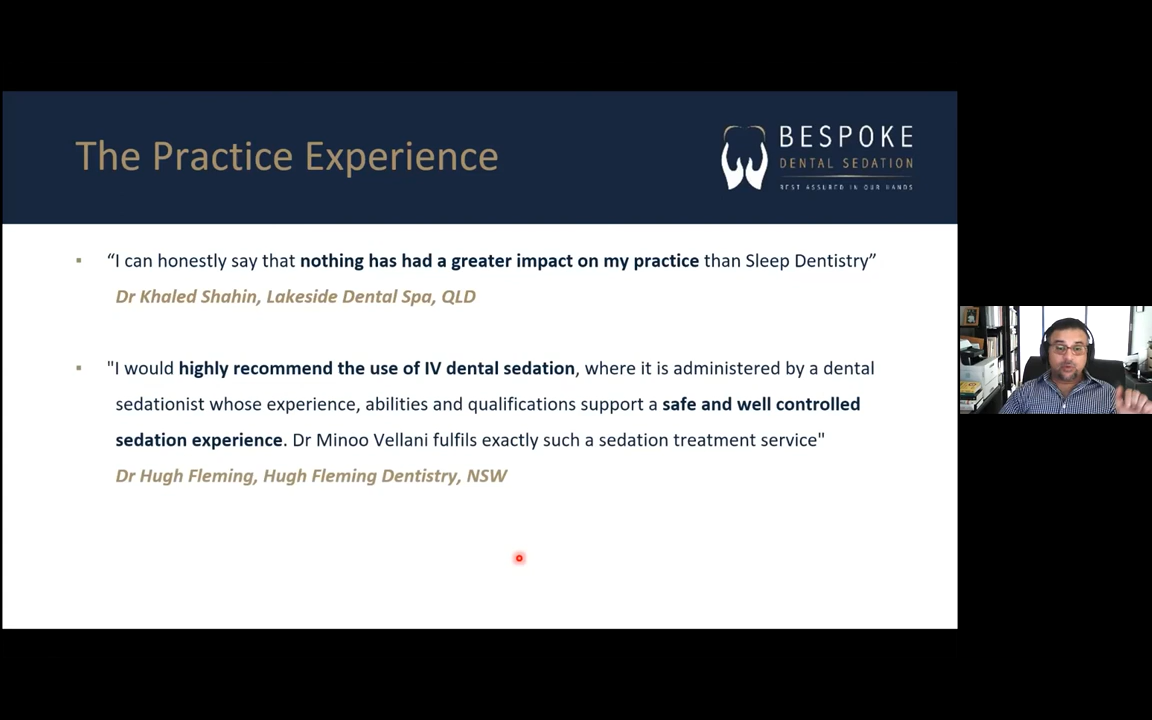 The Practice Experience
BESPOKE
DENTAL SEDATION
REST ASSURED IN OUR HANDS
▪ “I can honestly say that nothing has had a greater impact on my practice than Sleep Dentistry”
Dr Khaled Shahin, Lakeside Dental Spa, QLD
▪ "I would highly recommend the use of IV dental sedation, where it is administered by a dental
sedationist whose experience, abilities and qualifications support a safe and well controlled
sedation experience. Dr Minoo Vellani fulfils exactly such a sedation treatment service"
Dr Hugh Fleming, Hugh Fleming Dentistry, NSW